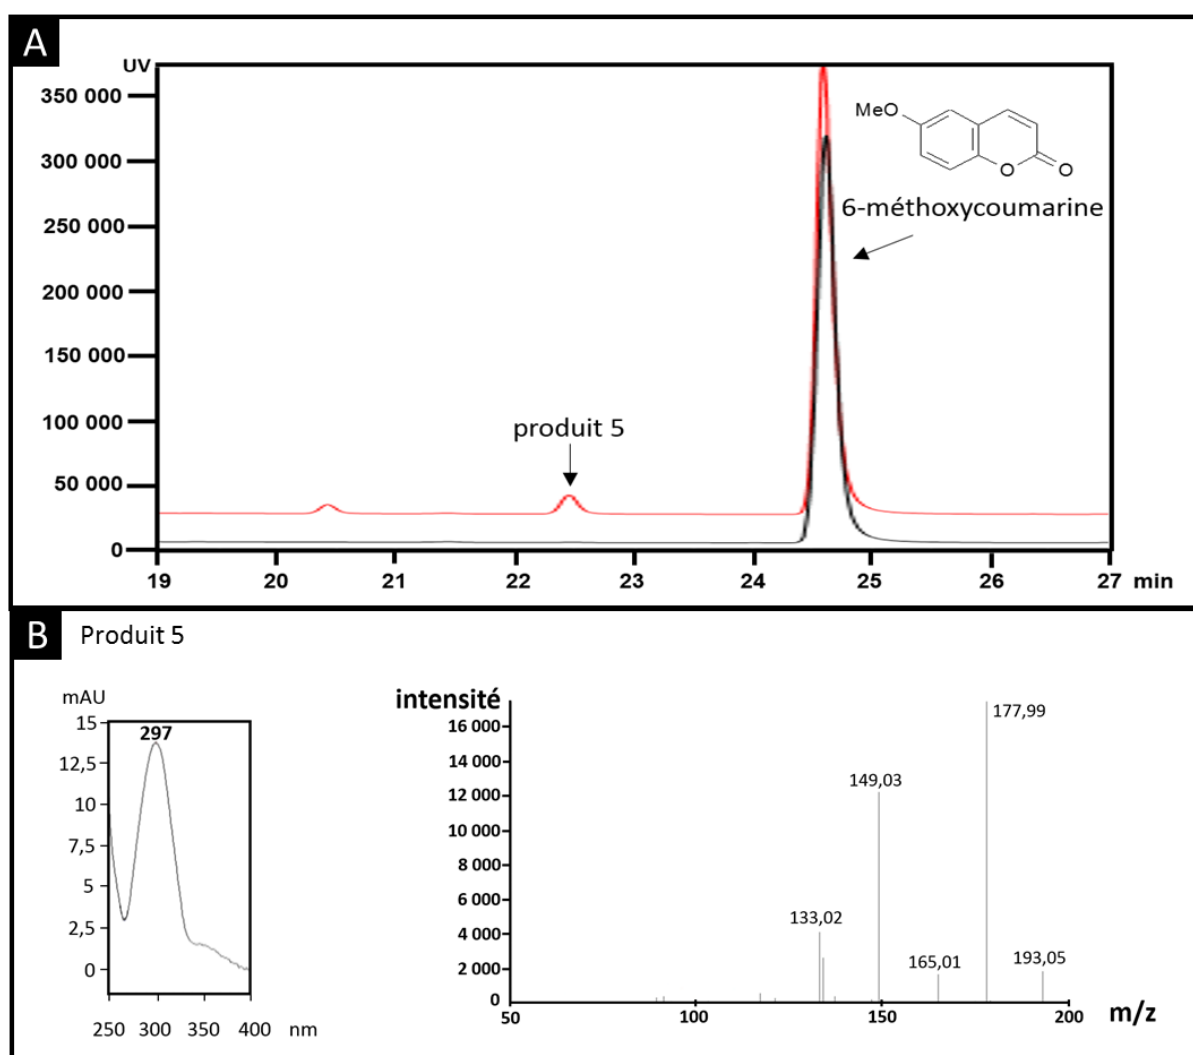 A
UV
350 000
300 000
250 000
200 000
150 000
100 000
50 000
0
19 20 21 22 23 24 25 26 27 min
MeO
O O
6-méthoxycoumarine
produit 5
B Produit 5
mAU
15
12,5
10
7,5
5
2,5
0
297
250 300 350 400 nm
intensité
16 000
14 000
12 000
10 000
8 000
6 000
4 000
2 000
0
177,99
149,03
133,02
165,01
193,05
50 100 150 200 m/z